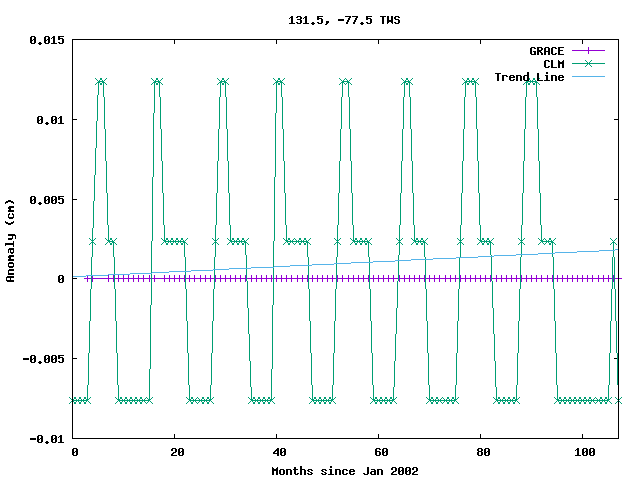 131.5, -77.5 TWS
0.015
0.01
0.005
0
-0.005
-0.01
Anomaly (cm)
GRACE
CLM
Trend Line
0 20 40 60 80 100
Months since Jan 2002